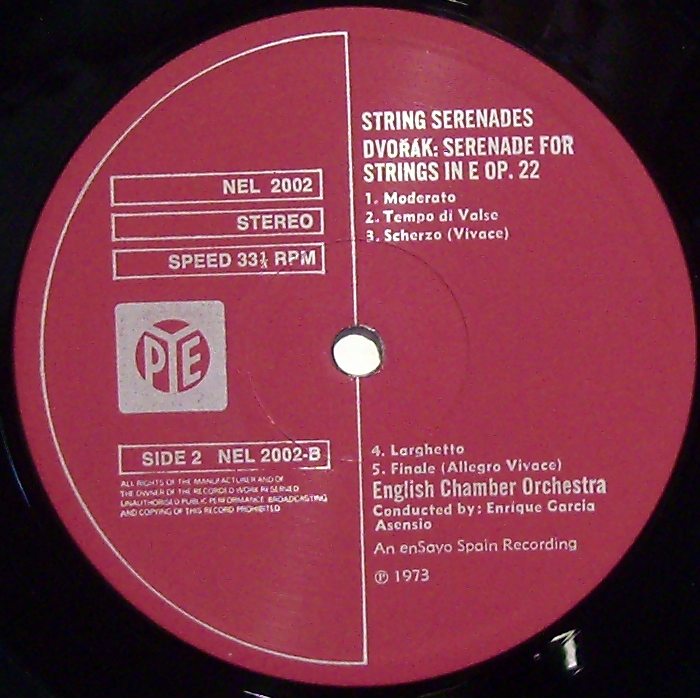 STRING SERENADES
DVOŘÁK: SERENADE FOR
STRINGS IN E OP. 22
1. Moderato
2. Tempo di Valse
3. Scherzo (Vivace)
NEL 2002
STEREO
SPEED 33⅓ RPM
PYE
SIDE 2 NEL 2002-B
ALL RIGHTS OF THE MANUFACTURER AND OF
THE OWNER OF THE RECORDED WORK RESERVED
UNAUTHORISED PUBLIC PERFORMANCE BROADCASTING
AND COPYING OF THIS RECORD PROHIBITED
4. Larghetto
5. Finale (Allegro Vivace)
English Chamber Orchestra
Conducted by: Enrique Garcia
Asensio
An enSayo Spain Recording
℗ 1973